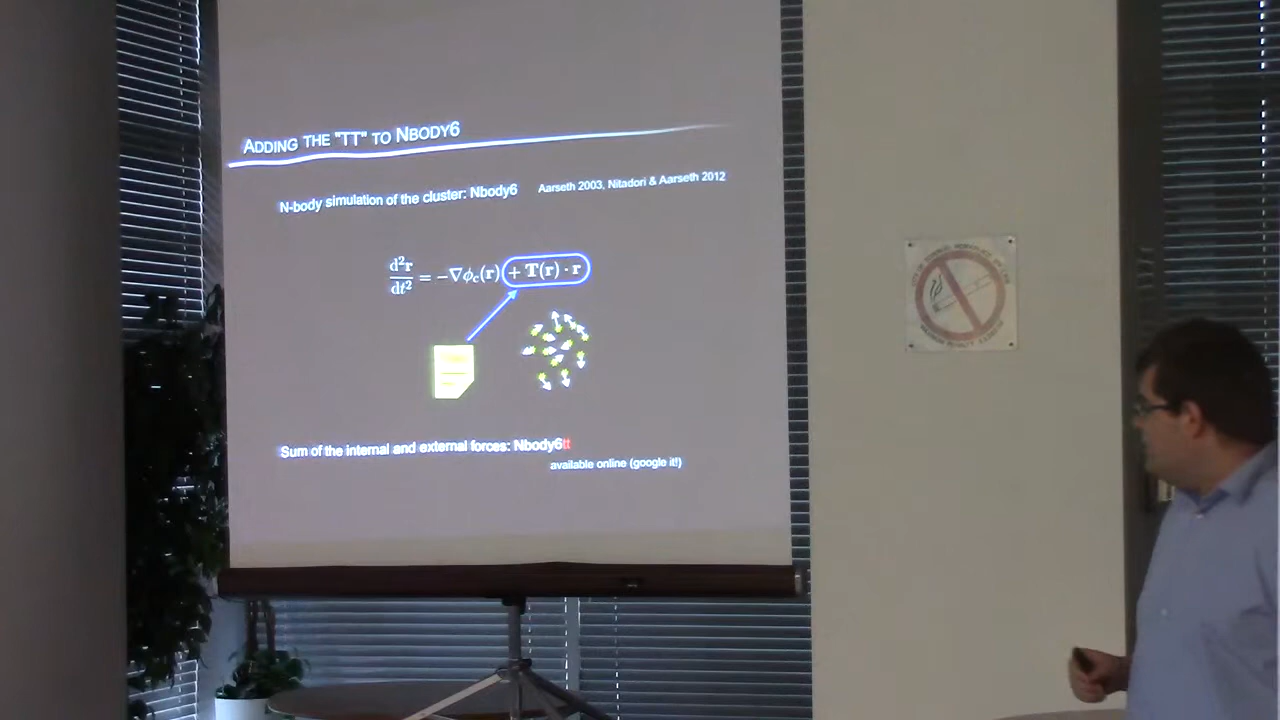 ADDING THE "TT" TO NBODY6
N-body simulation of the cluster: Nbody6 Aarseth 2003, Nitadori & Aarseth 2012
d²r/dt² = −∇ϕc(r) + T(r) · r
Sum of the internal and external forces: Nbody6tt
available online (google it!)